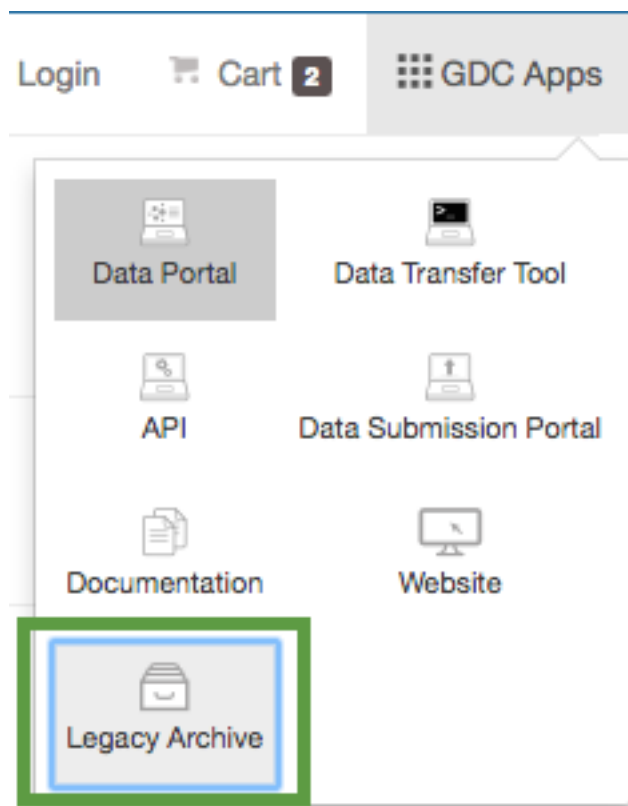 Login Cart 2 GDC Apps
Data Portal Data Transfer Tool
API Data Submission Portal
Documentation Website
Legacy Archive